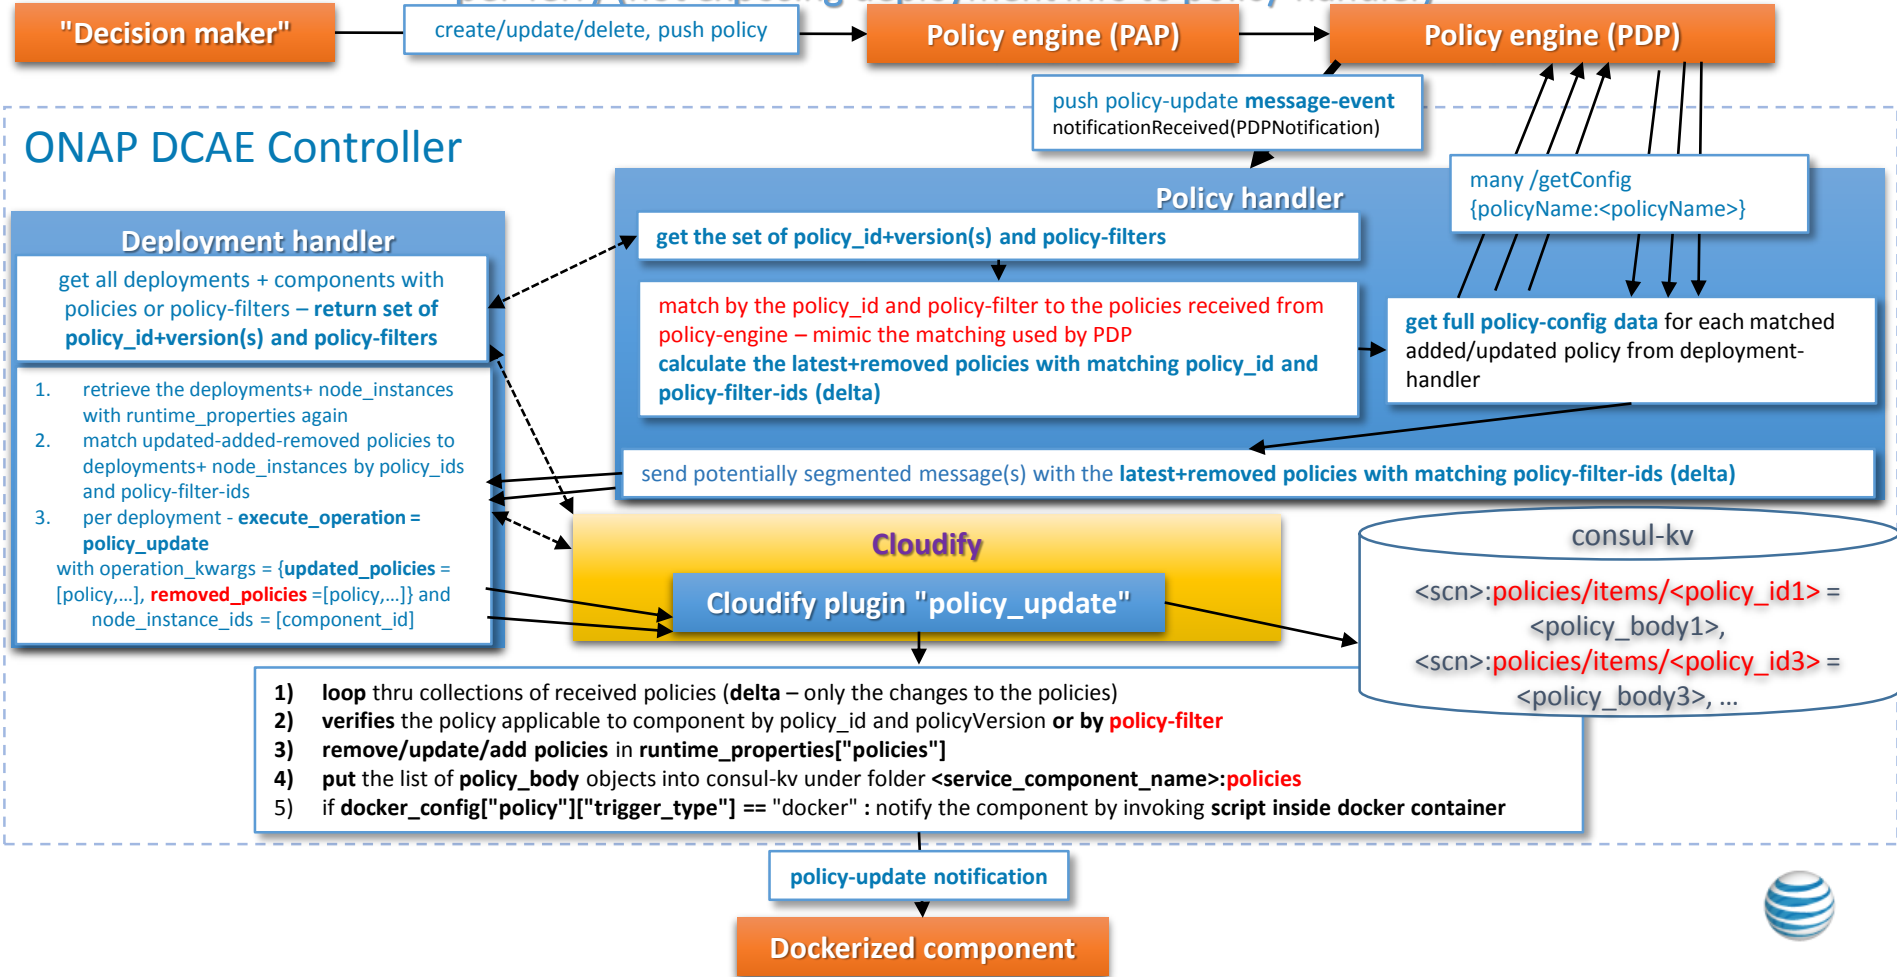 per Terry (not exposing deployment info to policy-handler)
"Decision maker"
create/update/delete, push policy
Policy engine (PAP)
Policy engine (PDP)
push policy-update message-event
notificationReceived(PDPNotification)
ONAP DCAE Controller
many /getConfig
{policyName:<policyName>}
Policy handler
get the set of policy_id+version(s) and policy-filters
match by the policy_id and policy-filter to the policies received from
policy-engine – mimic the matching used by PDP
calculate the latest+removed policies with matching policy_id and
policy-filter-ids (delta)
get full policy-config data for each matched
added/updated policy from deployment-
handler
send potentially segmented message(s) with the latest+removed policies with matching policy-filter-ids (delta)
Deployment handler
get all deployments + components with
policies or policy-filters – return set of
policy_id+version(s) and policy-filters
1. retrieve the deployments+ node_instances
with runtime_properties again
2. match updated-added-removed policies to
deployments+ node_instances by policy_ids
and policy-filter-ids
3. per deployment - execute_operation =
policy_update
with operation_kwargs = {updated_policies =
[policy,...], removed_policies =[policy,...]} and
node_instance_ids = [component_id]
Cloudify
Cloudify plugin "policy_update"
consul-kv
<scn>:policies/items/<policy_id1> =
<policy_body1>,
<scn>:policies/items/<policy_id3> =
<policy_body3>, ...
1) loop thru collections of received policies (delta – only the changes to the policies)
2) verifies the policy applicable to component by policy_id and policyVersion or by policy-filter
3) remove/update/add policies in runtime_properties["policies"]
4) put the list of policy_body objects into consul-kv under folder <service_component_name>:policies
5) if docker_config["policy"]["trigger_type"] == "docker" : notify the component by invoking script inside docker container
policy-update notification
Dockerized component